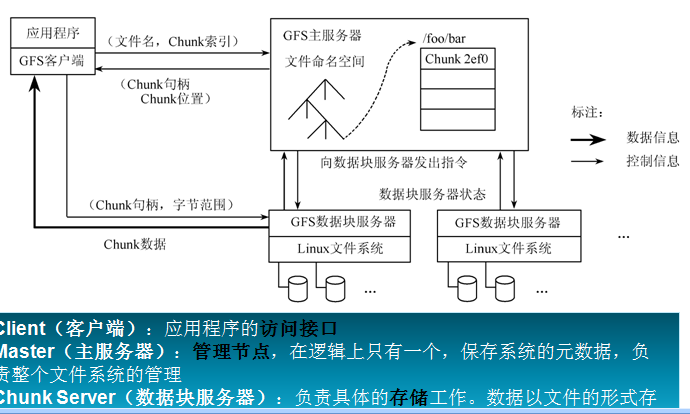 应用程序
GFS客户端
(文件名，Chunk索引)
(Chunk句柄
Chunk位置)
GFS主服务器
文件命名空间
/foo/bar
Chunk 2ef0
标注：
数据信息
控制信息
向数据块服务器发出指令
数据块服务器状态
(Chunk句柄，字节范围)
Chunk数据
GFS数据块服务器
Linux文件系统
...
GFS数据块服务器
Linux文件系统
...
...
Client（客户端）：应用程序的访问接口
Master（主服务器）：管理节点，在逻辑上只有一个，保存系统的元数据，负
责整个文件系统的管理
Chunk Server（数据块服务器）：负责具体的存储工作。数据以文件的形式存